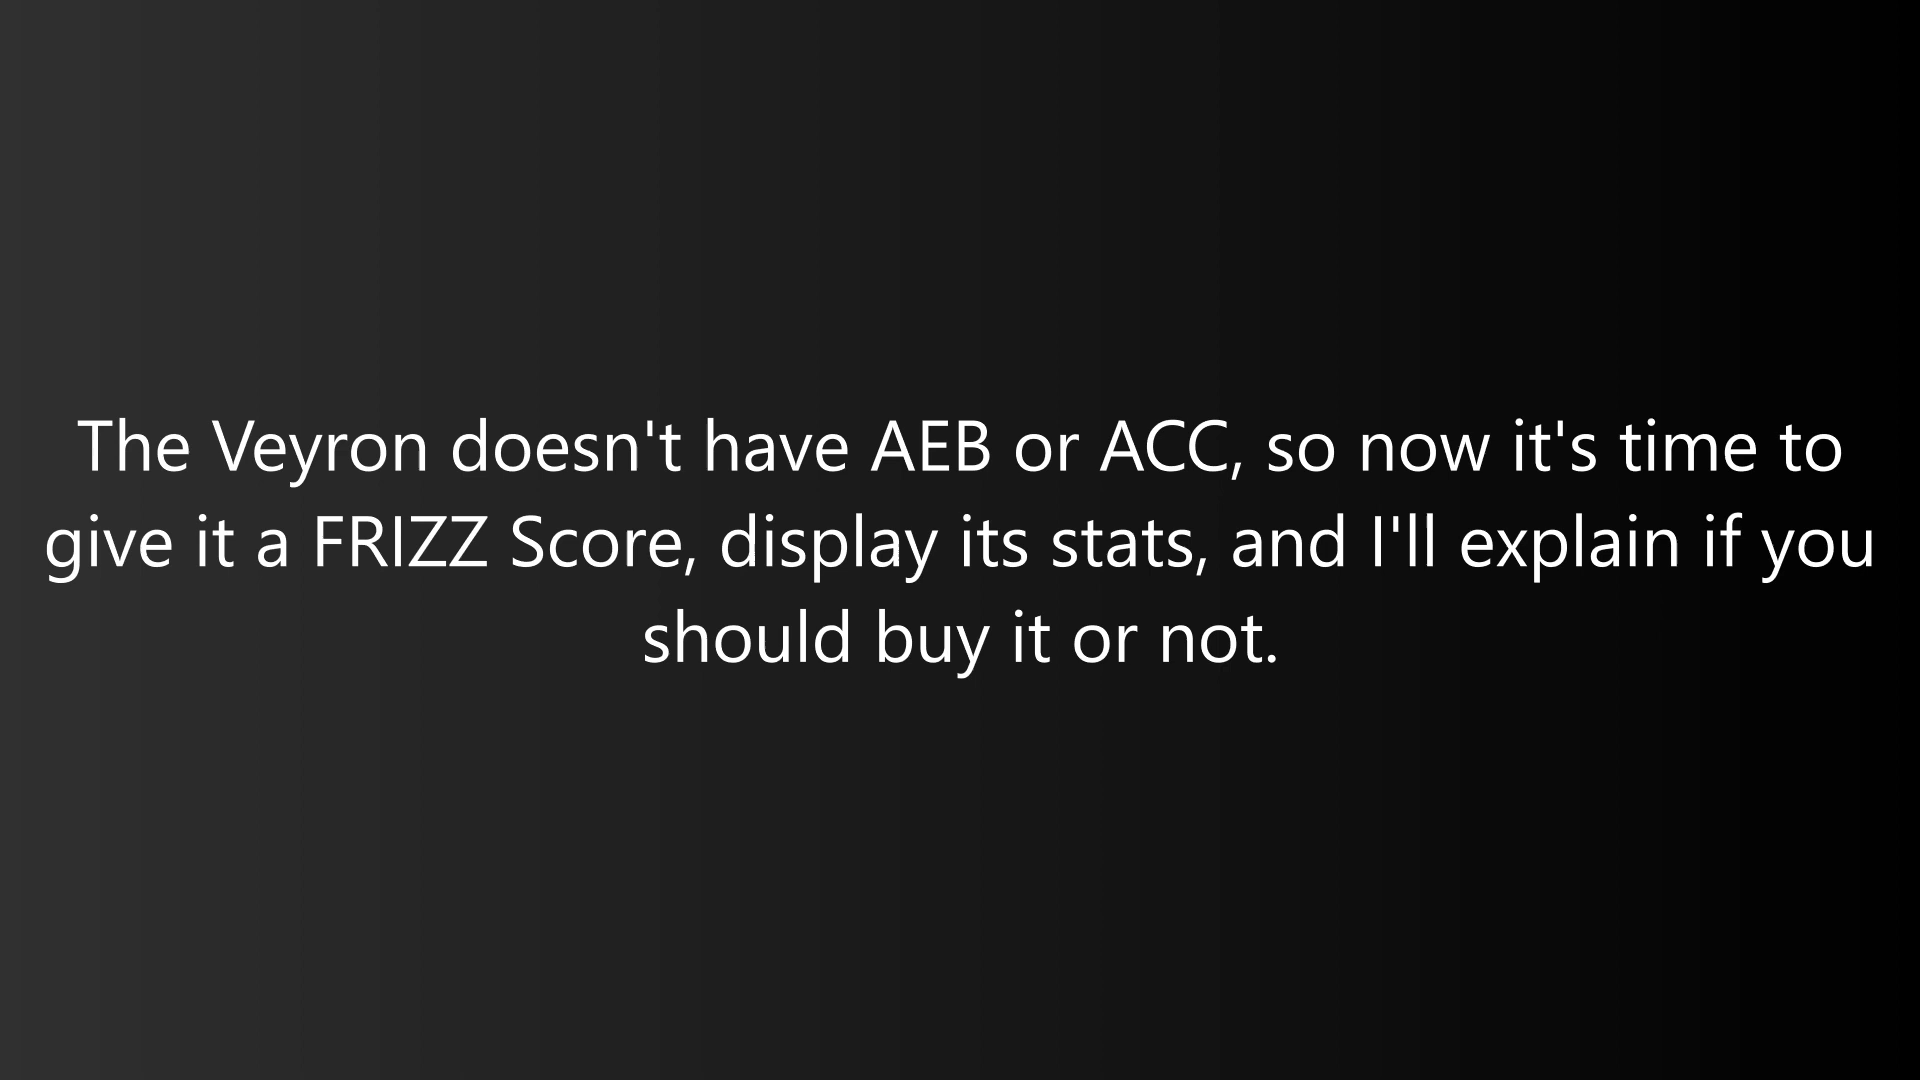 The Veyron doesn't have AEB or ACC, so now it's time to
give it a FRIZZ Score, display its stats, and I'll explain if you
should buy it or not.